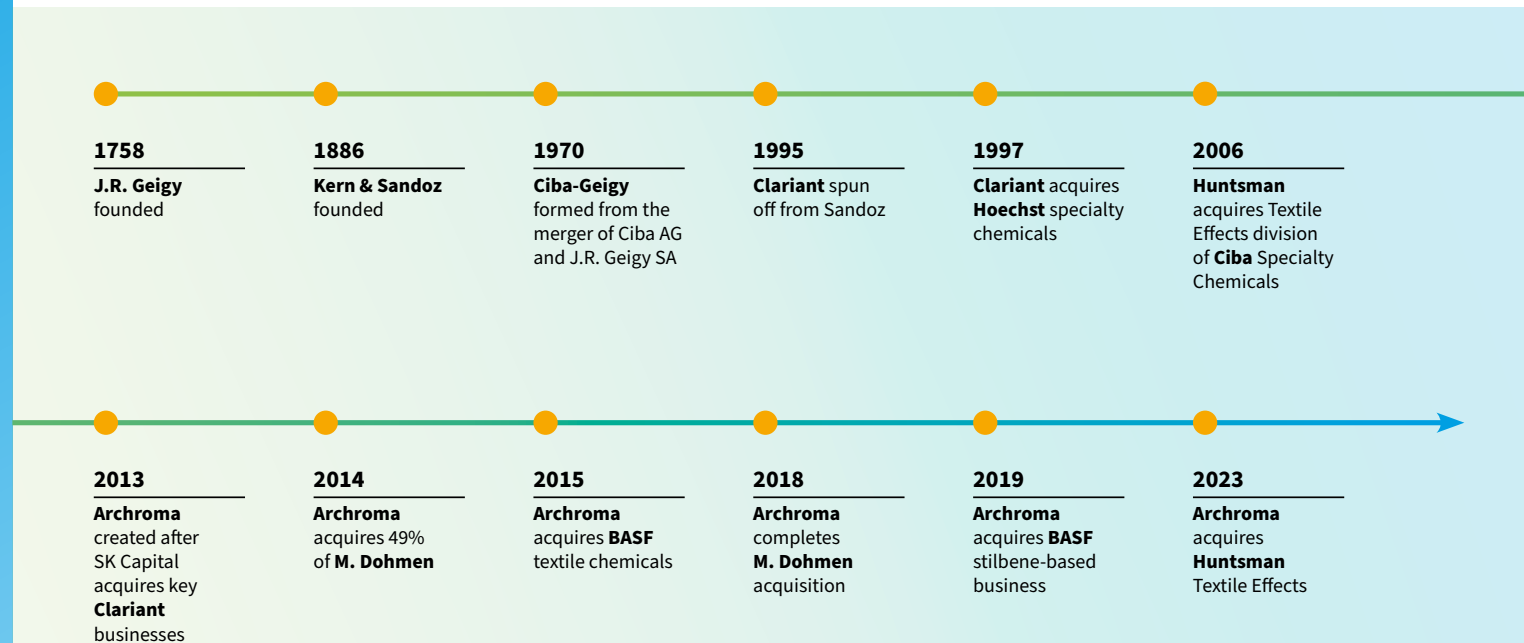 1758
J.R. Geigy
founded
1886
Kern & Sandoz
founded
1970
Ciba-Geigy
formed from the
merger of Ciba AG
and J.R. Geigy SA
1995
Clariant spun
off from Sandoz
1997
Clariant acquires
Hoechst specialty
chemicals
2006
Huntsman
acquires Textile
Effects division
of Ciba Specialty
Chemicals
2013
Archroma
created after
SK Capital
acquires key
Clariant
businesses
2014
Archroma
acquires 49%
of M. Dohmen
2015
Archroma
acquires BASF
textile chemicals
2018
Archroma
completes
M. Dohmen
acquisition
2019
Archroma
acquires BASF
stilbene-based
business
2023
Archroma
acquires
Huntsman
Textile Effects